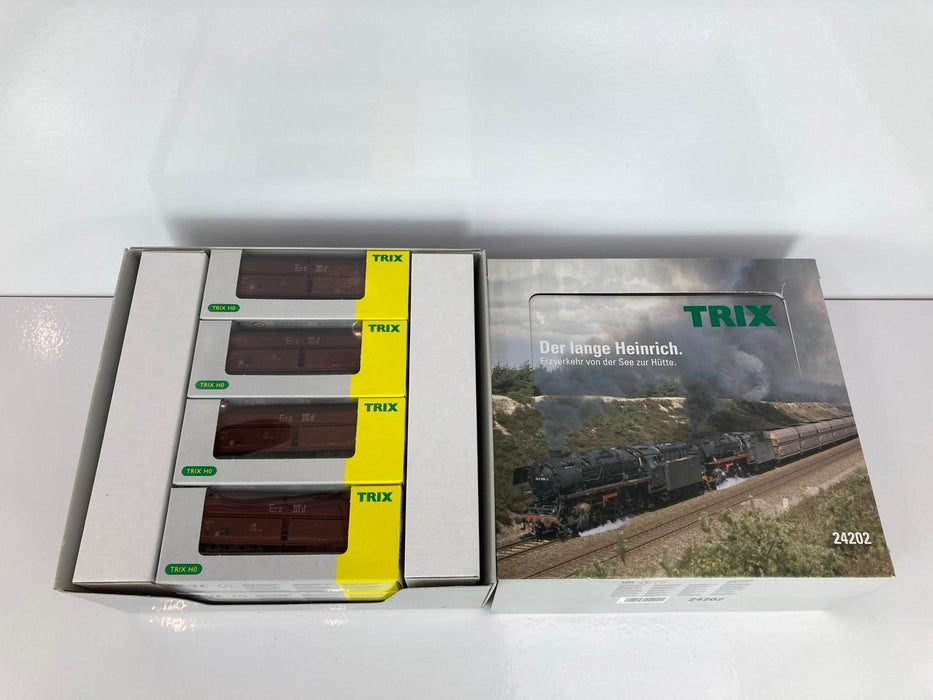 TRIX
Erz IIId
TRIX H0
TRIX
Erz IIId
TRIX H0
TRIX
Erz IIId
TRIX H0
TRIX
Erz IIId
TRIX H0
TRIX
Der lange Heinrich.
Erzverkehr von der See zur Hütte.
24202
24202